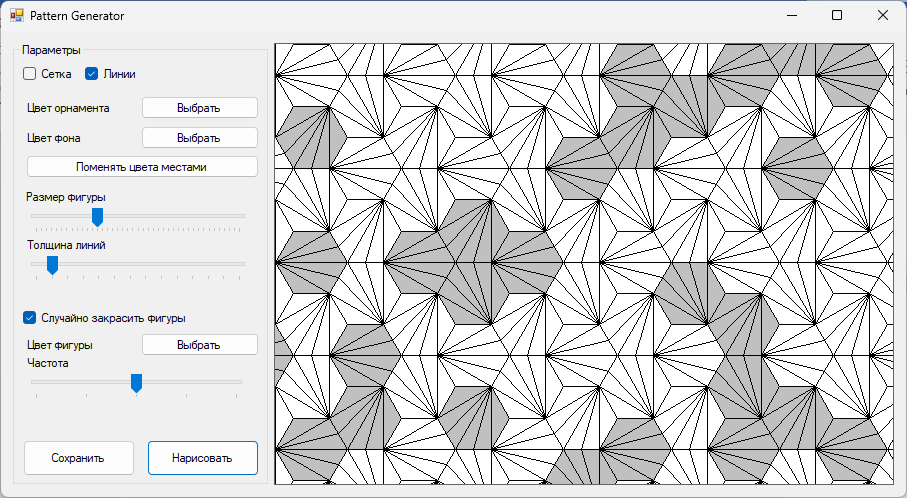 Pattern Generator
Параметры
Сетка
Линии
Цвет орнамента
Выбрать
Цвет фона
Выбрать
Поменять цвета местами
Размер фигуры
Толщина линий
Случайно закрасить фигуры
Цвет фигуры
Выбрать
Частота
Сохранить
Нарисовать